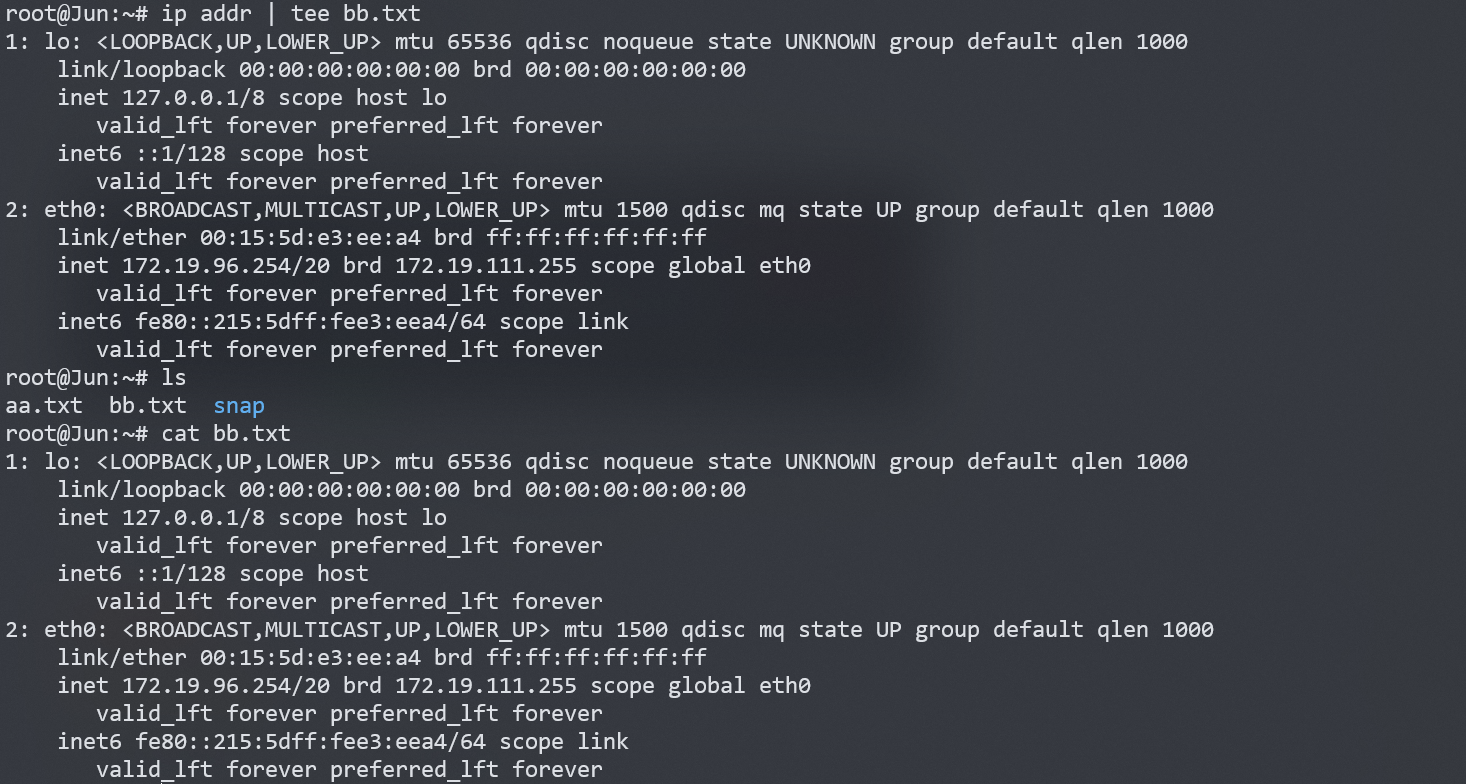 root@Jun:~# ip addr | tee bb.txt
1: lo: <LOOPBACK,UP,LOWER_UP> mtu 65536 qdisc noqueue state UNKNOWN group default qlen 1000
    link/loopback 00:00:00:00:00:00 brd 00:00:00:00:00:00
    inet 127.0.0.1/8 scope host lo
       valid_lft forever preferred_lft forever
    inet6 ::1/128 scope host
       valid_lft forever preferred_lft forever
2: eth0: <BROADCAST,MULTICAST,UP,LOWER_UP> mtu 1500 qdisc mq state UP group default qlen 1000
    link/ether 00:15:5d:e3:ee:a4 brd ff:ff:ff:ff:ff:ff
    inet 172.19.96.254/20 brd 172.19.111.255 scope global eth0
       valid_lft forever preferred_lft forever
    inet6 fe80::215:5dff:fee3:eea4/64 scope link
       valid_lft forever preferred_lft forever
root@Jun:~# ls
aa.txt  bb.txt  snap
root@Jun:~# cat bb.txt
1: lo: <LOOPBACK,UP,LOWER_UP> mtu 65536 qdisc noqueue state UNKNOWN group default qlen 1000
    link/loopback 00:00:00:00:00:00 brd 00:00:00:00:00:00
    inet 127.0.0.1/8 scope host lo
       valid_lft forever preferred_lft forever
    inet6 ::1/128 scope host
       valid_lft forever preferred_lft forever
2: eth0: <BROADCAST,MULTICAST,UP,LOWER_UP> mtu 1500 qdisc mq state UP group default qlen 1000
    link/ether 00:15:5d:e3:ee:a4 brd ff:ff:ff:ff:ff:ff
    inet 172.19.96.254/20 brd 172.19.111.255 scope global eth0
       valid_lft forever preferred_lft forever
    inet6 fe80::215:5dff:fee3:eea4/64 scope link
       valid_lft forever preferred_lft forever